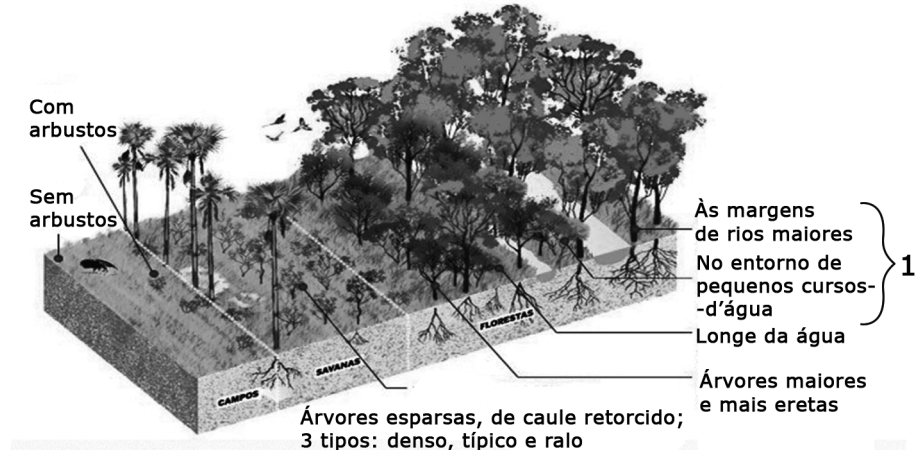 Com
arbustos
Sem
arbustos
CAMPOS
SAVANAS
FLORESTAS
Às margens
de rios maiores
No entorno de
pequenos cursos-
-d’água
1
Longe da água
Árvores maiores
e mais eretas
Árvores esparsas, de caule retorcido;
3 tipos: denso, típico e ralo